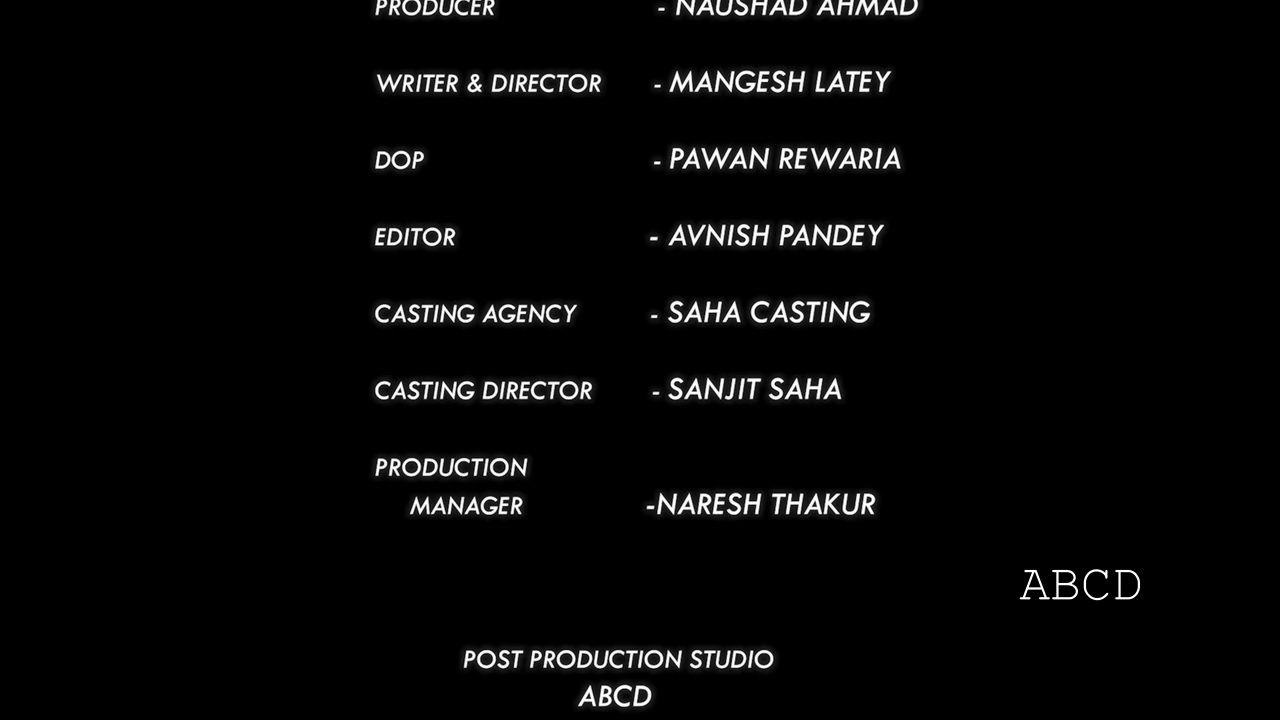 PRODUCER - NAUSHAD AHMAD
WRITER & DIRECTOR - MANGESH LATEY
DOP - PAWAN REWARIA
EDITOR - AVNISH PANDEY
CASTING AGENCY - SAHA CASTING
CASTING DIRECTOR - SANJIT SAHA
PRODUCTION
MANAGER -NARESH THAKUR
ABCD
POST PRODUCTION STUDIO
ABCD